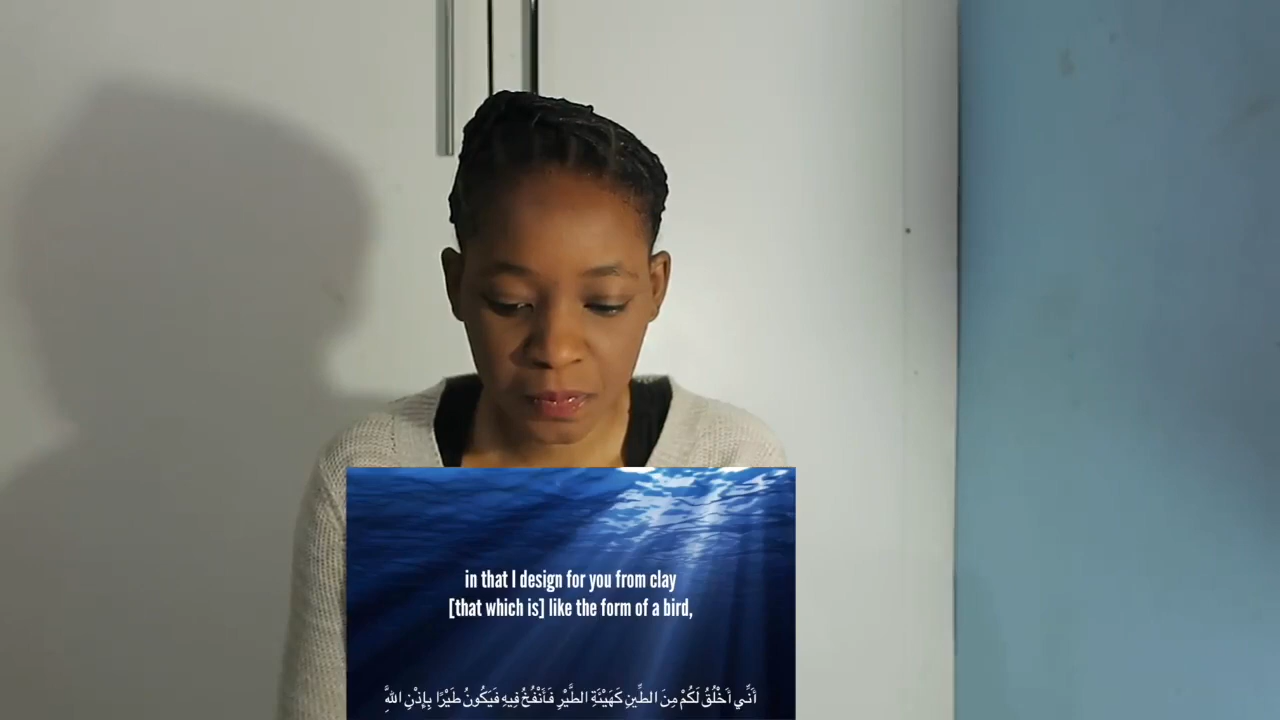 in that I design for you from clay
[that which is] like the form of a bird,
أَنِّي أَخْلُقُ لَكُمْ مِنَ الطِّينِ كَهَيْئَةِ الطَّيْرِ فَأَنْفُخُ فِيهِ فَيَكُونُ طَيْرًا بِإِذْنِ اللَّهِ